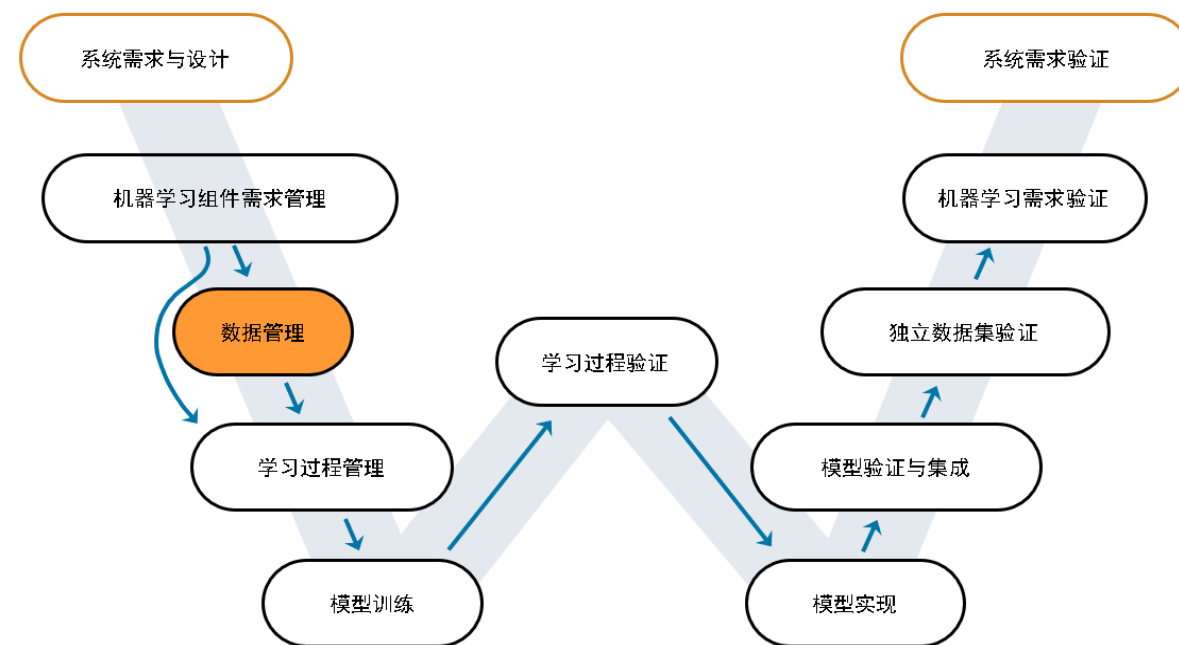 系统需求与设计
系统需求验证
机器学习组件需求管理
机器学习需求验证
数据管理
独立数据集验证
学习过程验证
学习过程管理
模型验证与集成
模型训练
模型实现